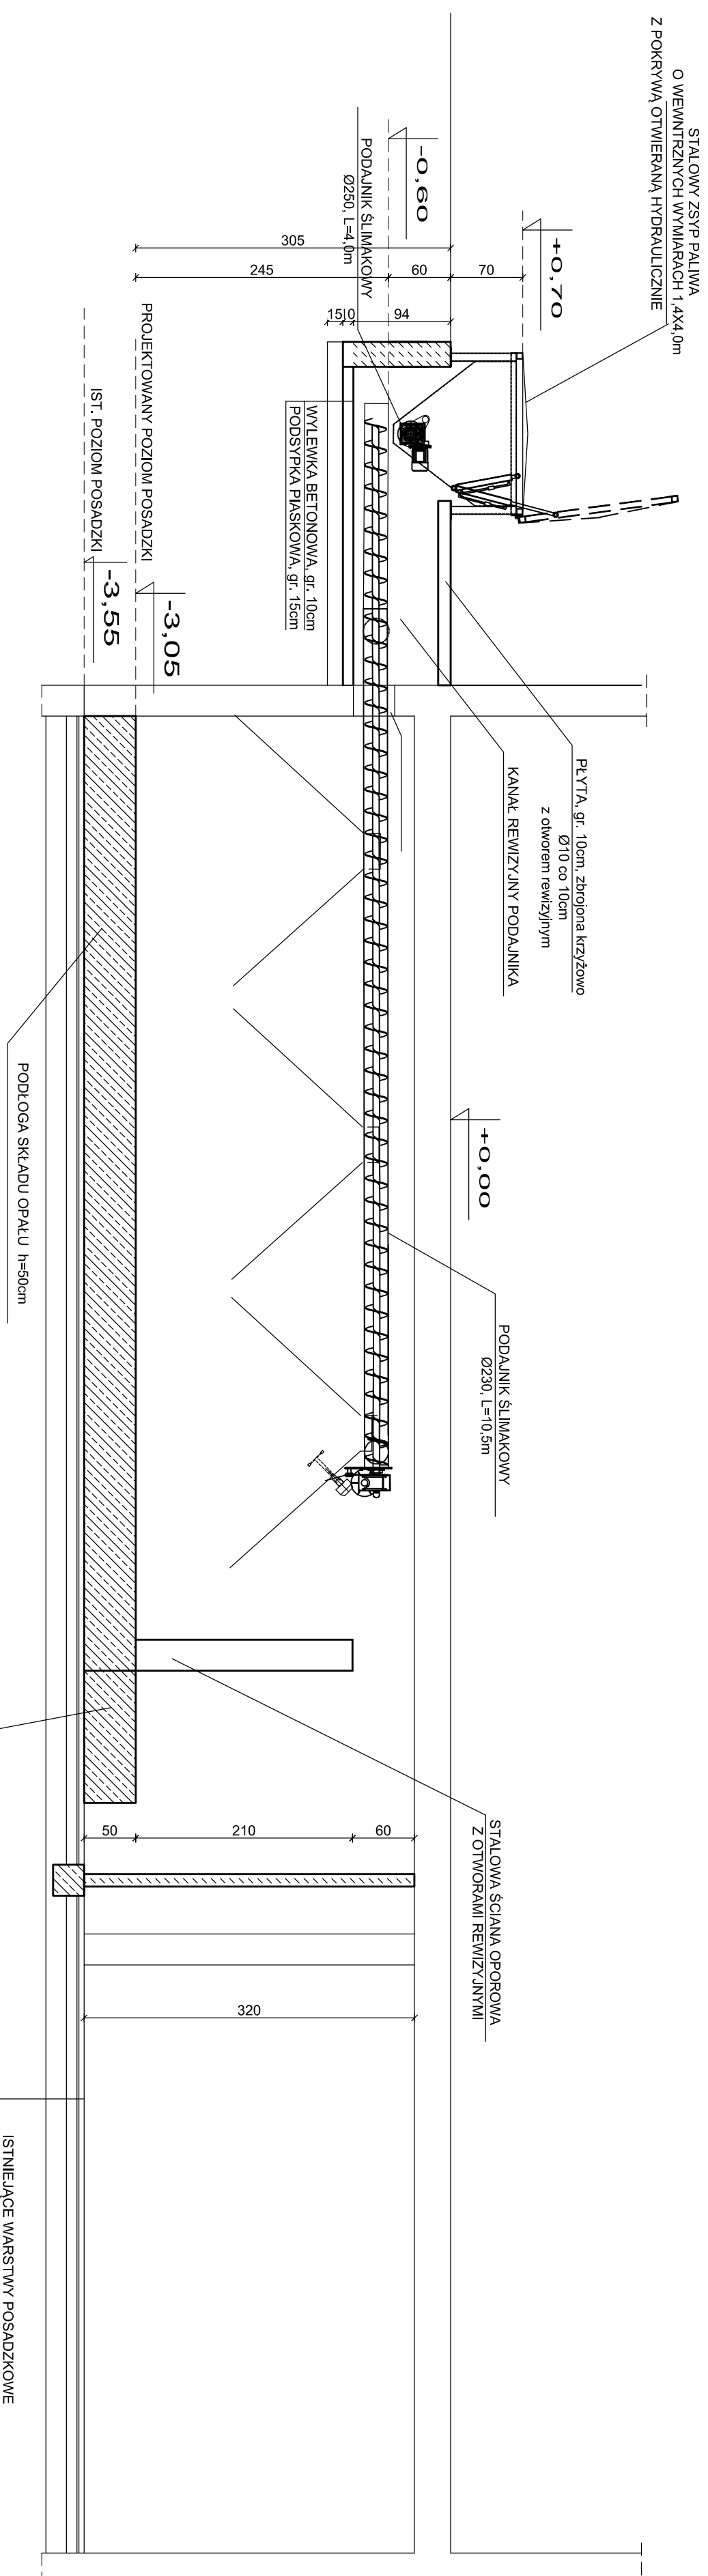 STALOWY ZSYP PALIWA
O WEWNTRZNYCH WYMIARACH 1,4X4,0m
Z POKRYWĄ OTWIERANĄ HYDRAULICZNIE
+0,70
-0,60
PODAJNIK ŚLIMAKOWY
Ø250, L=4,0m
305
245
60
70
15
10
94
PROJEKTOWANY POZIOM POSADZKI
-3,05
IST. POZIOM POSADZKI
-3,55
WYLEWKA BETONOWA, gr. 10cm
PODSYPKA PIASKOWA, gr. 15cm
PŁYTA, gr. 10cm, zbrojona krzyżowo
Ø10 co 10cm
z otworem rewizyjnym
KANAŁ REWIZYJNY PODAJNIKA
+0,00
PODAJNIK ŚLIMAKOWY
Ø230, L=10,5m
PODŁOGA SKŁADU OPAŁU h=50cm
STALOWA ŚCIANA OPOROWA
Z OTWORAMI REWIZYJNYMI
50
210
60
320
ISTNIEJĄCE WARSTWY POSADZKOWE